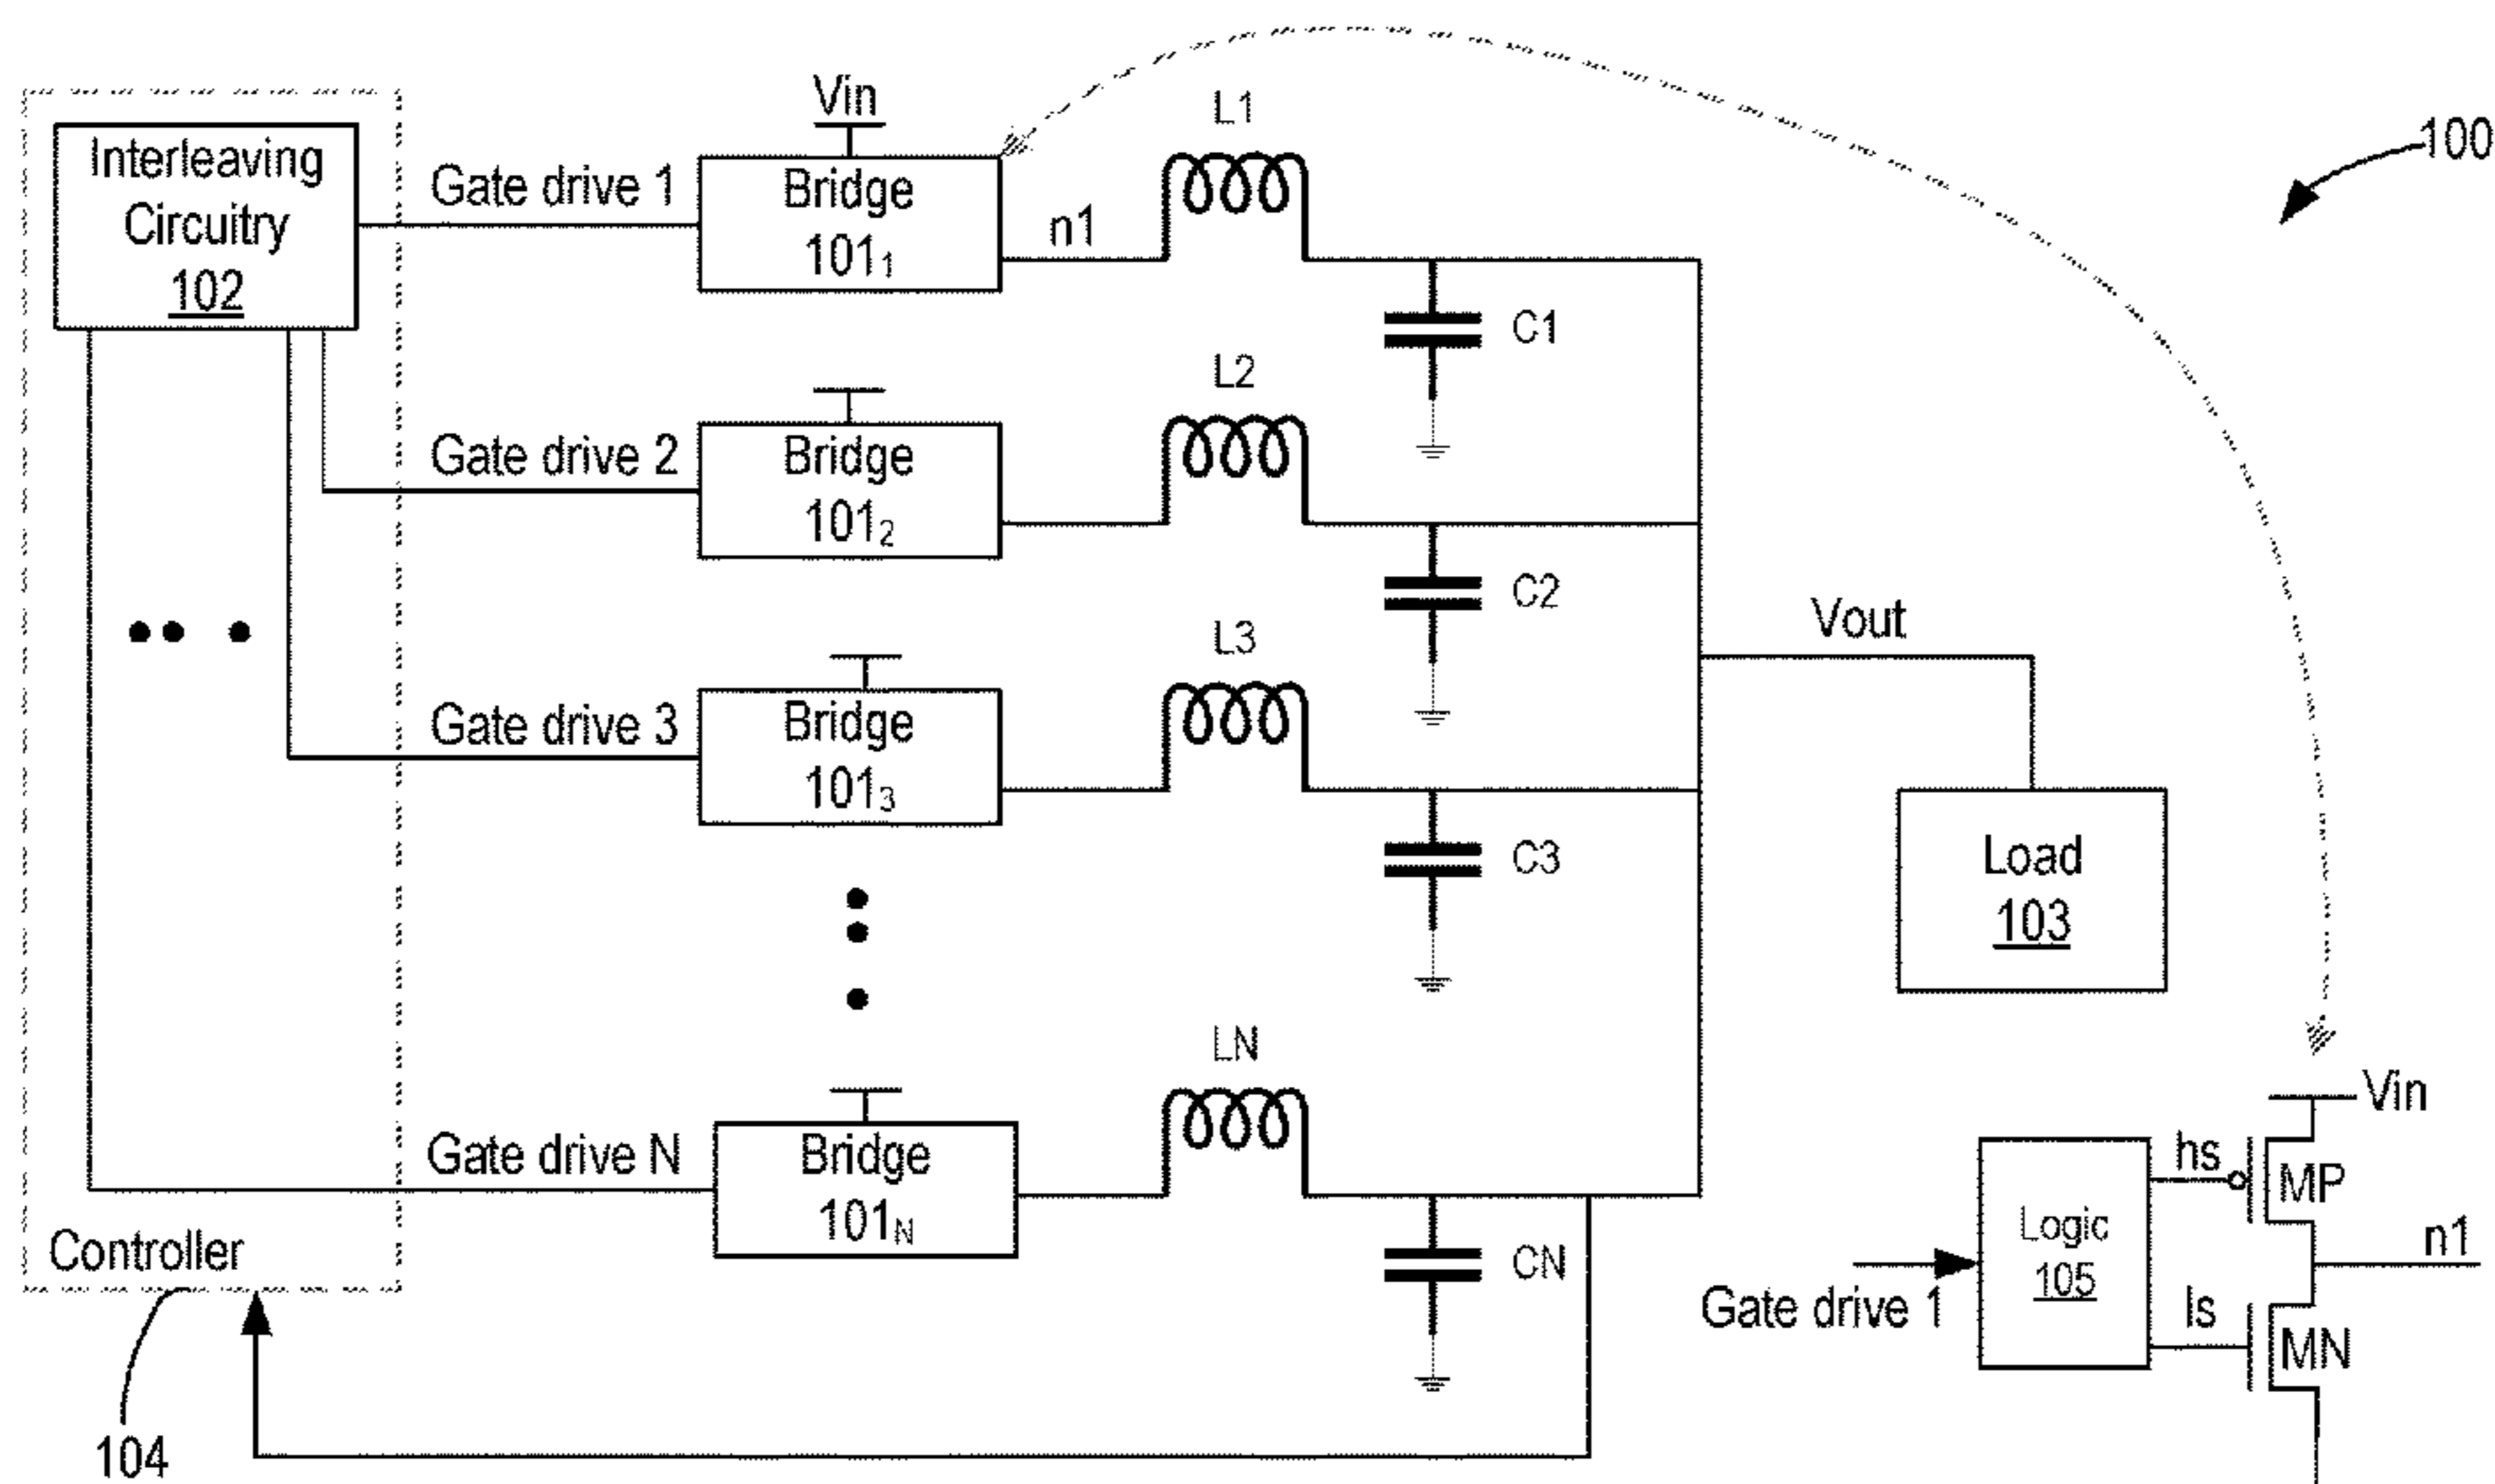 Vin
L1
100
Interleaving
Circuitry
102
Gate drive 1
Bridge
101₁
n1
C1
L2
Gate drive 2
Bridge
101₂
C2
L3
Vout
Gate drive 3
Bridge
101₃
C3
Load
103
LN
Gate drive N
Bridge
101N
CN
Controller
104
Vin
hs
MP
Logic
105
n1
Gate drive 1
ls
MN